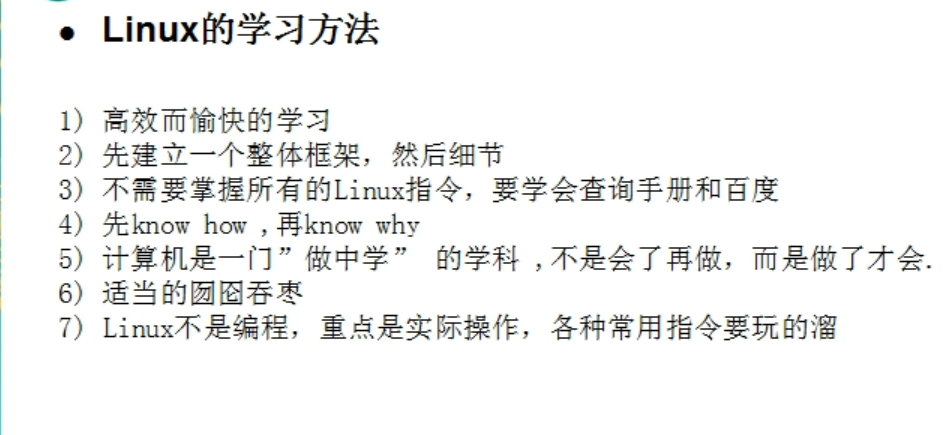 • Linux的学习方法
1) 高效而愉快的学习
2) 先建立一个整体框架，然后细节
3) 不需要掌握所有的Linux指令，要学会查询手册和百度
4) 先know how ,再know why
5) 计算机是一门”做中学” 的学科 ,不是会了再做，而是做了才会.
6) 适当的囫囵吞枣
7) Linux不是编程，重点是实际操作，各种常用指令要玩的溜